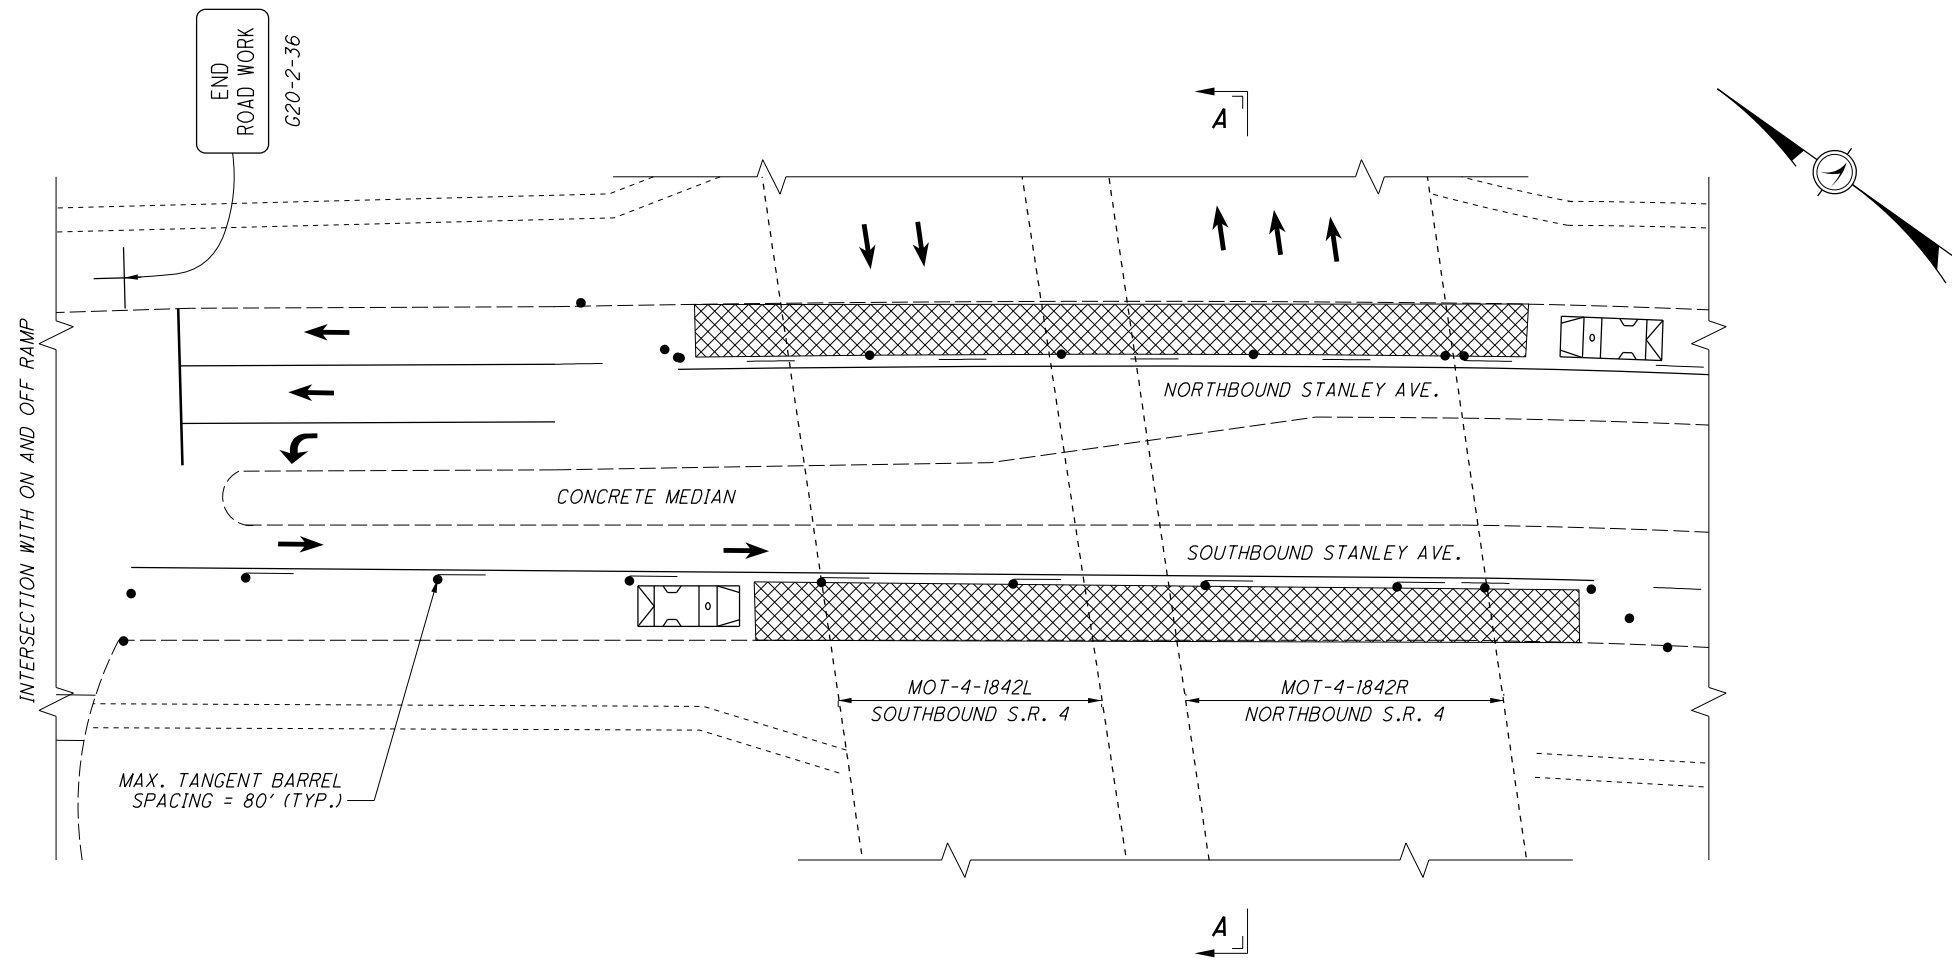 END
ROAD WORK
G20-2-36
A
INTERSECTION WITH ON AND OFF RAMP
NORTHBOUND STANLEY AVE.
CONCRETE MEDIAN
SOUTHBOUND STANLEY AVE.
MOT-4-1842L
SOUTHBOUND S.R. 4
MOT-4-1842R
NORTHBOUND S.R. 4
MAX. TANGENT BARREL
SPACING = 80' (TYP.)
A